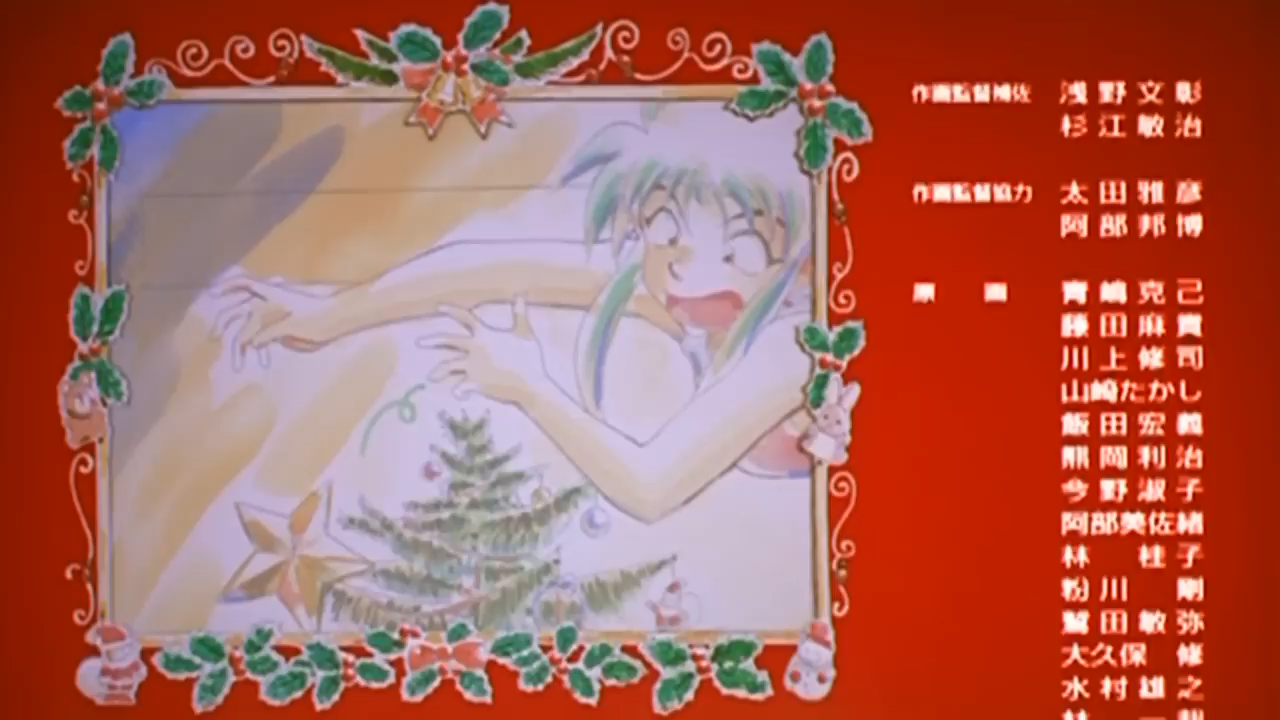 作画監督補佐 浅野文彰
杉江敏治
作画監督協力 太田雅彦
阿部邦博
原画 青嶋克己
藤田麻貴
川上修司
山崎たかし
飯田宏義
熊岡利治
今野淑子
阿部美佐緒
林 桂子
粉川 剛
鷲田敏弥
大久保 修
水村雄之